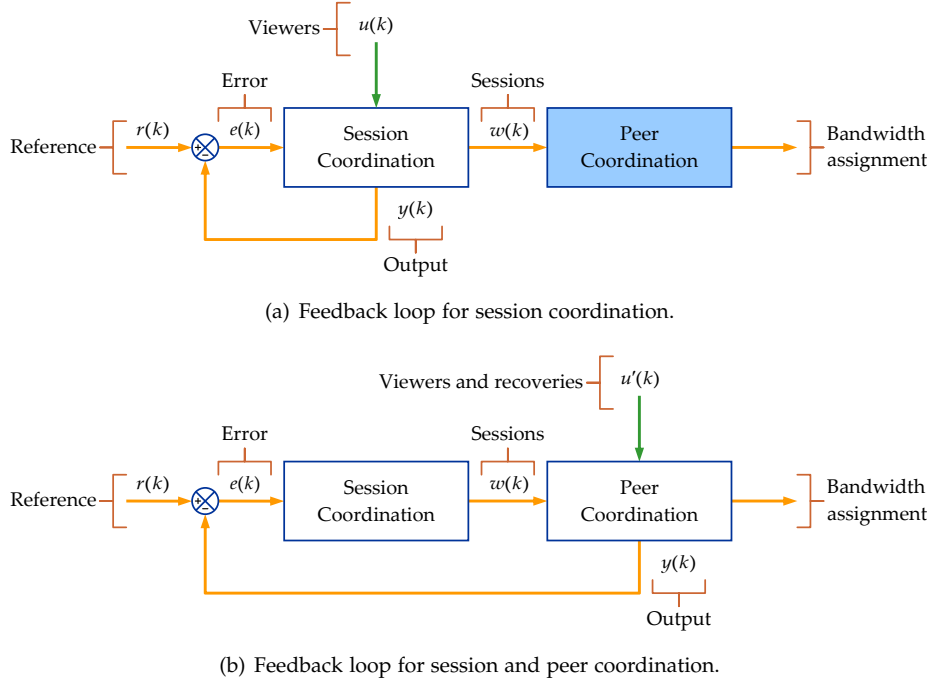 Viewers
u(k)
Error
Sessions
Reference
r(k)
+
−
e(k)
Session
Coordination
w(k)
Peer
Coordination
Bandwidth
assignment
y(k)
Output
(a) Feedback loop for session coordination.
Viewers and recoveries
u′(k)
Error
Sessions
Reference
r(k)
+
−
e(k)
Session
Coordination
w(k)
Peer
Coordination
Bandwidth
assignment
y(k)
Output
(b) Feedback loop for session and peer coordination.